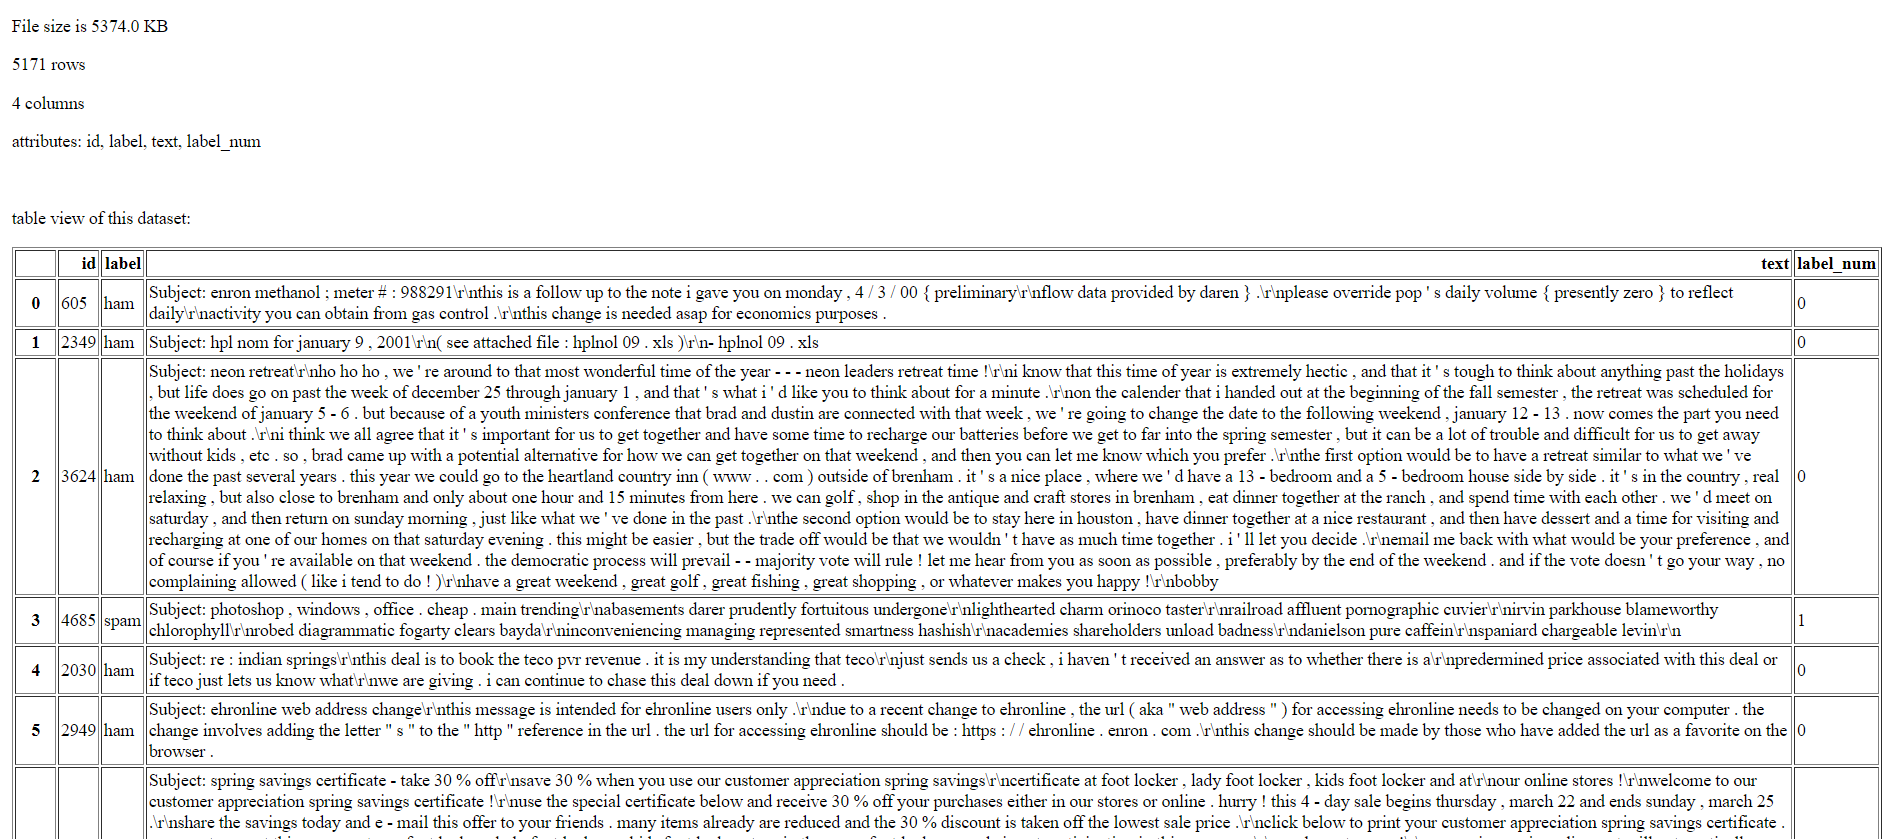 File size is 5374.0 KB
5171 rows
4 columns
attributes: id, label, text, label_num
table view of this dataset:
id label text label_num
0 605 ham Subject: enron methanol ; meter # : 988291\r\nthis is a follow up to the note i gave you on monday , 4 / 3 / 00 { preliminary\r\nflow data provided by daren } .\r\nplease override pop ' s daily volume { presently zero } to reflect
daily\r\nactivity you can obtain from gas control .\r\nthis change is needed asap for economics purposes . 0
1 2349 ham Subject: hpl nom for january 9 , 2001\r\n( see attached file : hplnol 09 . xls )\r\n- hplnol 09 . xls 0
2 3624 ham Subject: neon retreat\r\nho ho ho , we ' re around to that most wonderful time of the year - - - neon leaders retreat time !\r\ni know that this time of year is extremely hectic , and that it ' s tough to think about anything past the holidays
, but life does go on past the week of december 25 through january 1 , and that ' s what i ' d like you to think about for a minute .\r\non the calender that i handed out at the beginning of the fall semester , the retreat was scheduled for
the weekend of january 5 - 6 . but because of a youth ministers conference that brad and dustin are connected with that week , we ' re going to change the date to the following weekend , january 12 - 13 . now comes the part you need
to think about .\r\ni think we all agree that it ' s important for us to get together and have some time to recharge our batteries before we get to far into the spring semester , but it can be a lot of trouble and difficult for us to get away
without kids , etc . so , brad came up with a potential alternative for how we can get together on that weekend , and then you can let me know which you prefer .\r\nthe first option would be to have a retreat similar to what we ' ve
done the past several years . this year we could go to the heartland country inn ( www . . com ) outside of brenham . it ' s a nice place , where we ' d have a 13 - bedroom and a 5 - bedroom house side by side . it ' s in the country , real
relaxing , but also close to brenham and only about one hour and 15 minutes from here . we can golf , shop in the antique and craft stores in brenham , eat dinner together at the ranch , and spend time with each other . we ' d meet on
saturday , and then return on sunday morning , just like what we ' ve done in the past .\r\nthe second option would be to stay here in houston , have dinner together at a nice restaurant , and then have dessert and a time for visiting and
recharging at one of our homes on that saturday evening . this might be easier , but the trade off would be that we wouldn ' t have as much time together . i ' ll let you decide .\r\nemail me back with what would be your preference , and
of course if you ' re available on that weekend . the democratic process will prevail - - majority vote will rule ! let me hear from you as soon as possible , preferably by the end of the weekend . and if the vote doesn ' t go your way , no
complaining allowed ( like i tend to do ! )\r\nhave a great weekend , great golf , great fishing , great shopping , or whatever makes you happy !\r\nbobby 0
3 4685 spam Subject: photoshop , windows , office . cheap . main trending\r\nabasements darer prudently fortuitous undergone\r\nlighthearted charm orinoco taster\r\nrailroad affluent pornographic cuvier\r\nirvin parkhouse blameworthy
chlorophyll\r\nrobed diagrammatic fogarty clears bayda\r\ninconveniencing managing represented smartness hashish\r\nacademies shareholders unload badness\r\ndanielson pure caffein\r\nspaniard chargeable levin\r\n 1
4 2030 ham Subject: re : indian springs\r\nthis deal is to book the teco pvr revenue . it is my understanding that teco\r\njust sends us a check , i haven ' t received an answer as to whether there is a\r\npredermined price associated with this deal or
if teco just lets us know what\r\nwe are giving . i can continue to chase this deal down if you need . 0
5 2949 ham Subject: ehronline web address change\r\nthis message is intended for ehronline users only .\r\ndue to a recent change to ehronline , the url ( aka " web address " ) for accessing ehronline needs to be changed on your computer . the
change involves adding the letter " s " to the " http " reference in the url . the url for accessing ehronline should be : https : / / ehronline . enron . com .\r\nthis change should be made by those who have added the url as a favorite on the
browser . 0
Subject: spring savings certificate - take 30 % off\r\nsave 30 % when you use our customer appreciation spring savings\r\ncertificate at foot locker , lady foot locker , kids foot locker and at\r\nour online stores !\r\nwelcome to our
customer appreciation spring savings certificate !\r\nuse the special certificate below and receive 30 % off your purchases either in our stores or online . hurry ! this 4 - day sale begins thursday , march 22 and ends sunday , march 25
.\r\nshare the savings today and e - mail this offer to your friends . many items already are reduced and the 30 % discount is taken off the lowest sale price .\r\nclick below to print your customer appreciation spring savings certificate .